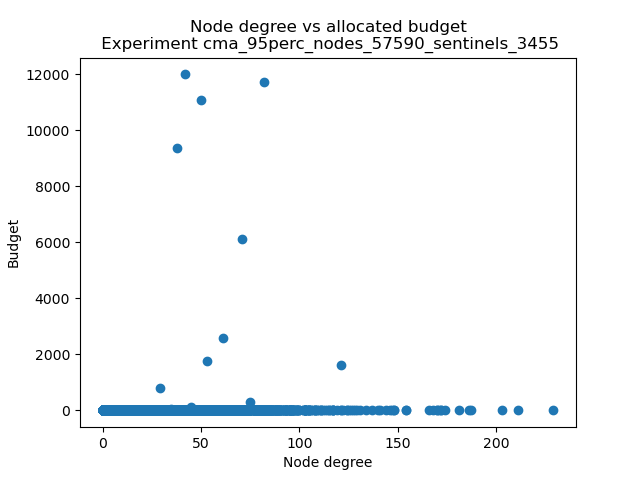 Node degree vs allocated budget
Experiment cma_95perc_nodes_57590_sentinels_3455
12000
10000
8000
6000
4000
2000
0
Budget
0 50 100 150 200
Node degree